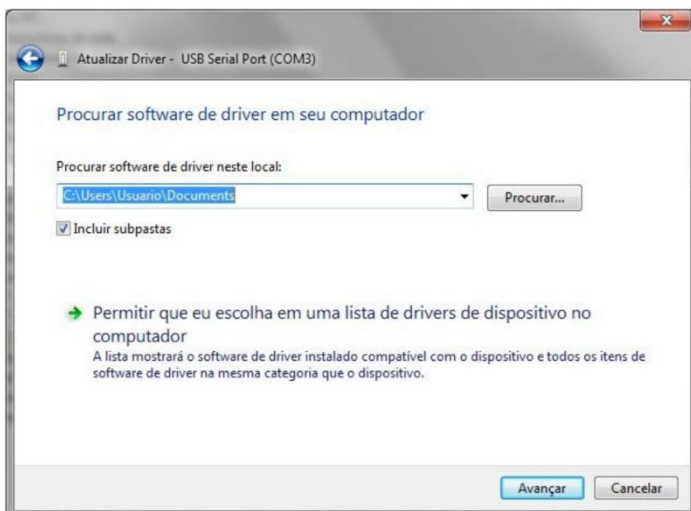 Atualizar Driver - USB Serial Port (COM3)
Procurar software de driver em seu computador
Procurar software de driver neste local:
C:\Users\Usuario\Documents
Procurar...
Incluir subpastas
Permitir que eu escolha em uma lista de drivers de dispositivo no
computador
A lista mostrará o software de driver instalado compatível com o dispositivo e todos os itens de
software de driver na mesma categoria que o dispositivo.
Avançar
Cancelar